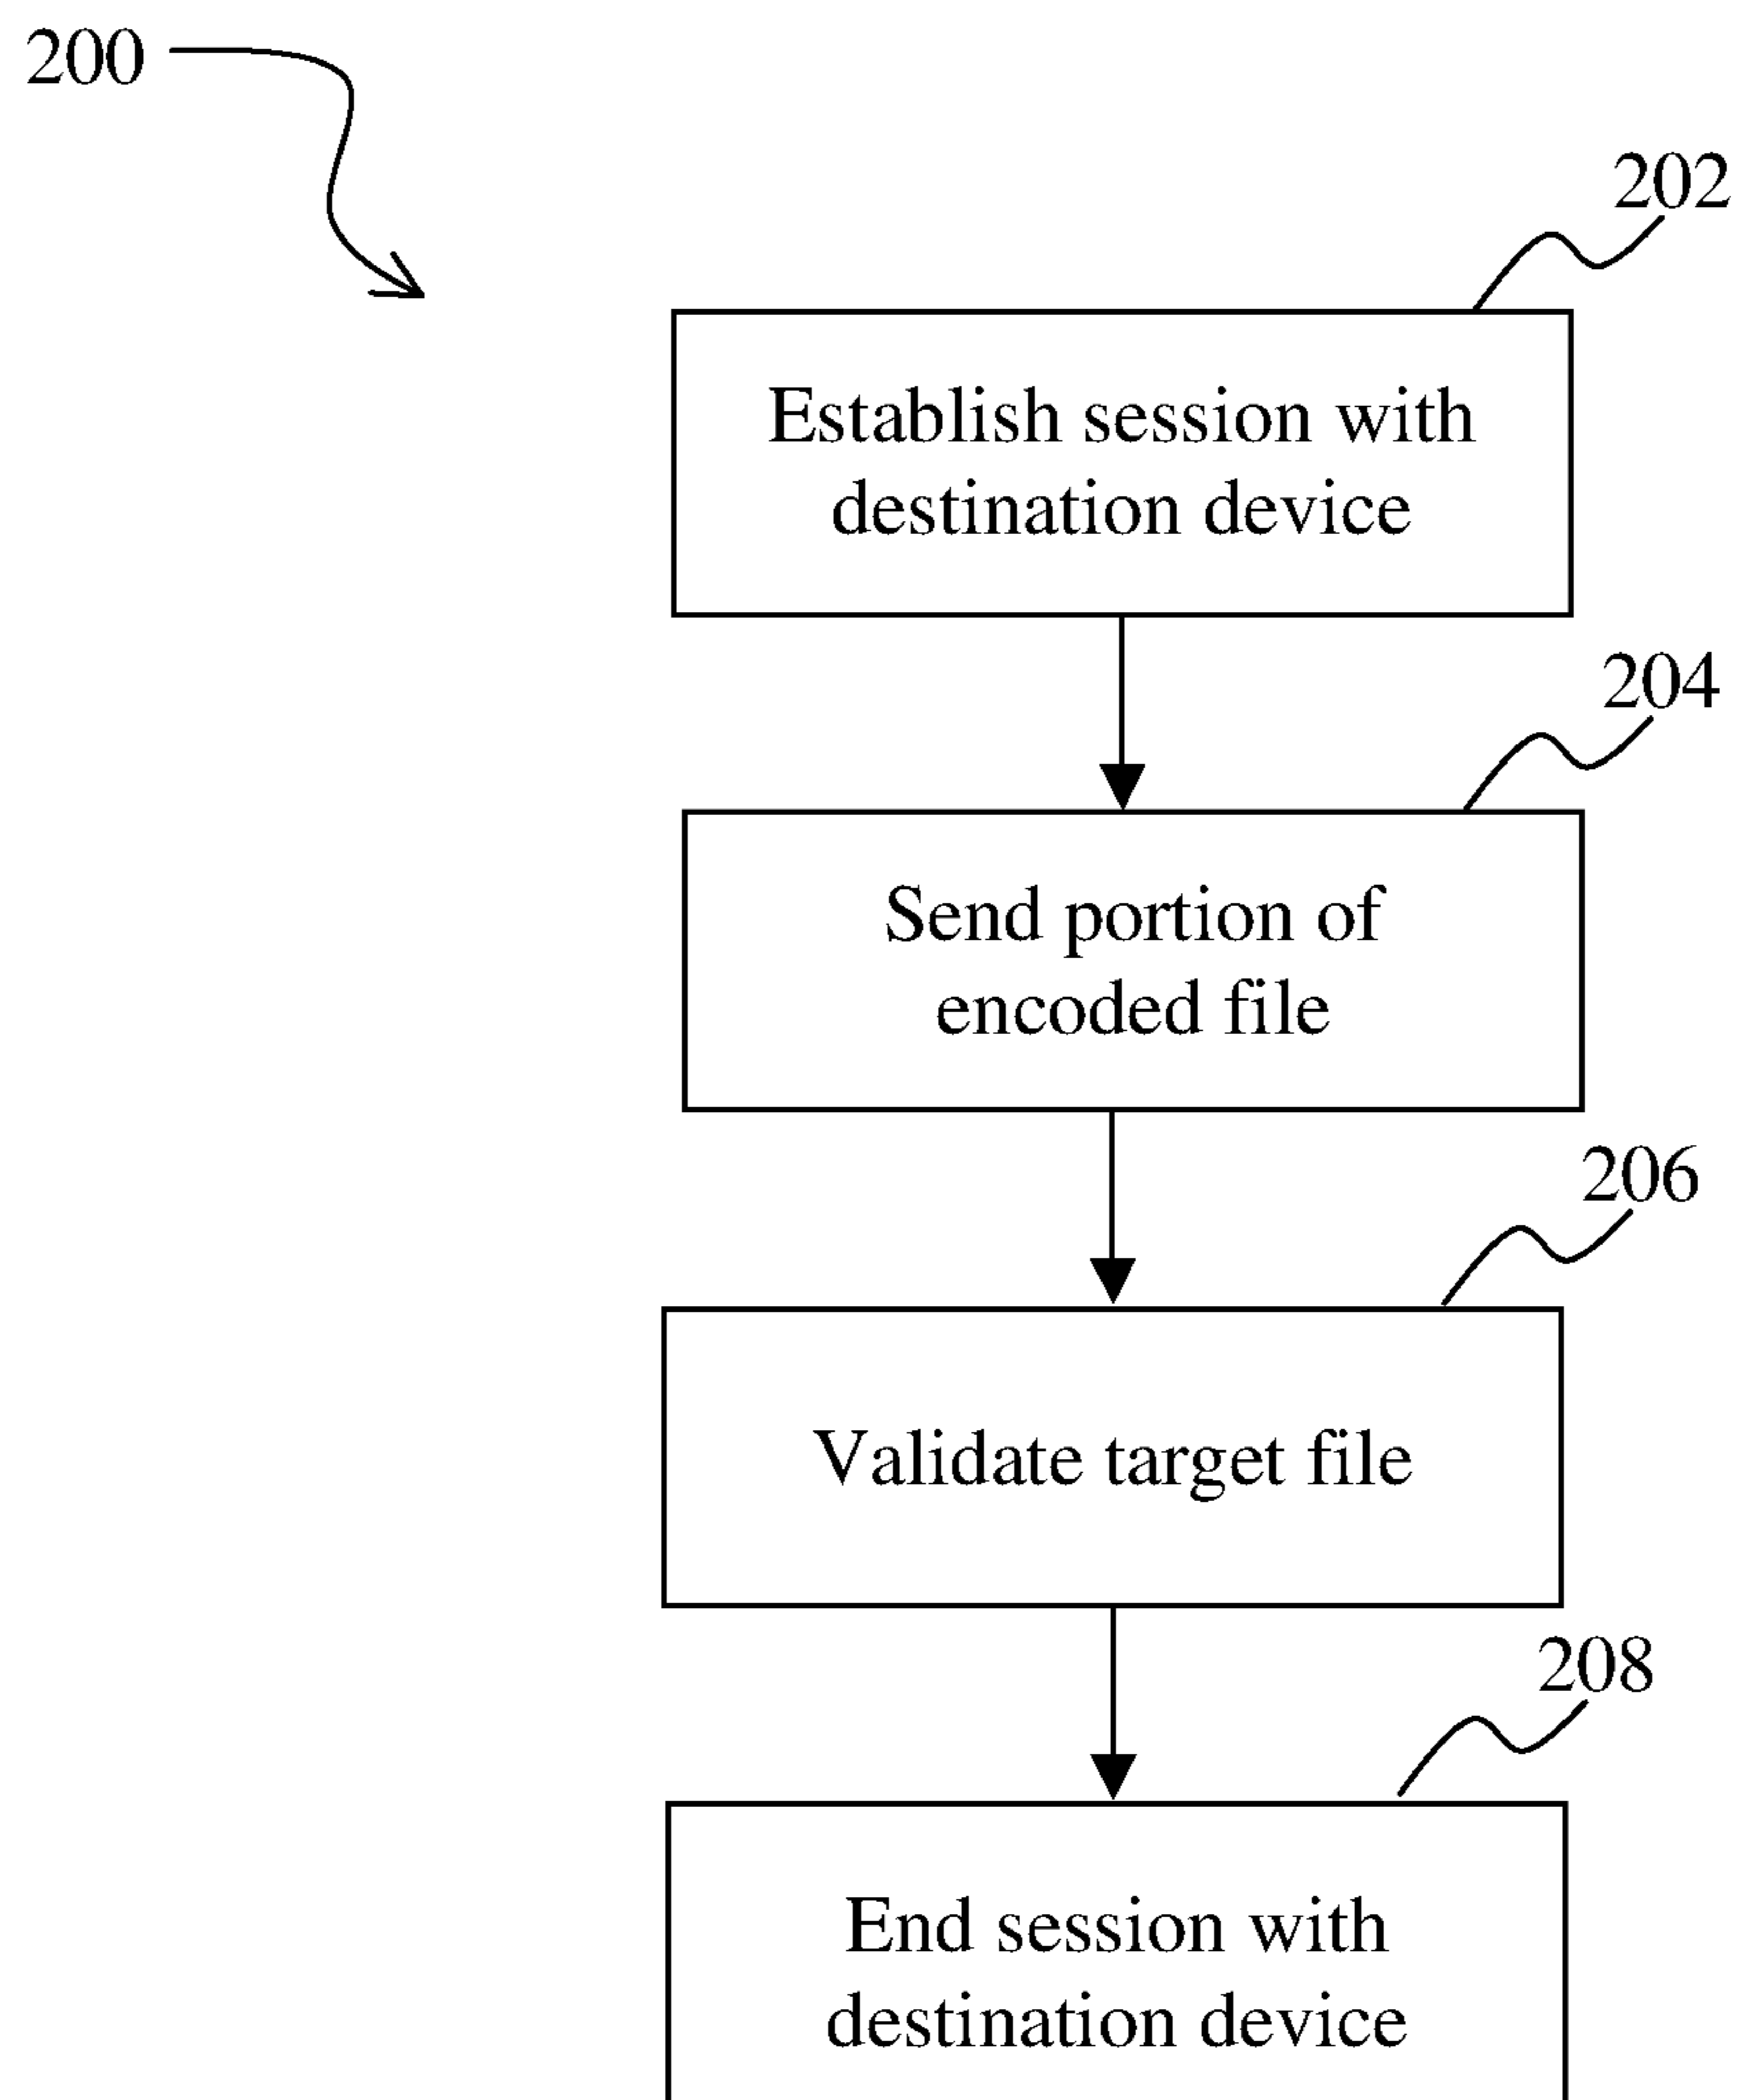 200
202
Establish session with
destination device
204
Send portion of
encoded file
206
Validate target file
208
End session with
destination device